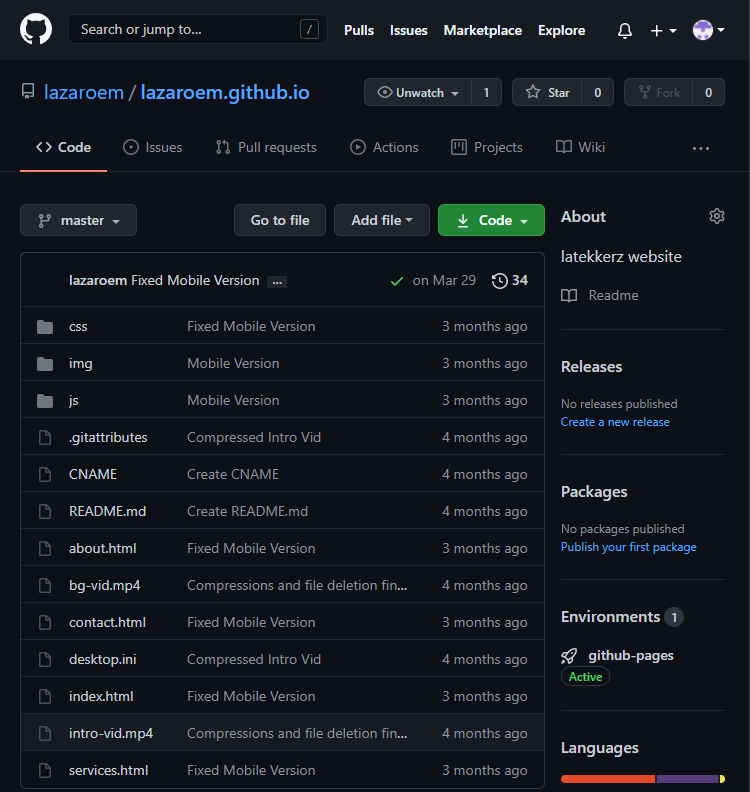 Search or jump to... /
Pulls Issues Marketplace Explore
lazaroem / lazaroem.github.io
Unwatch 1 Star 0 Fork 0
Code Issues Pull requests Actions Projects Wiki ...
master Go to file Add file Code
lazaroem Fixed Mobile Version ... on Mar 29 34
css Fixed Mobile Version 3 months ago
img Mobile Version 3 months ago
js Mobile Version 3 months ago
.gitattributes Compressed Intro Vid 4 months ago
CNAME Create CNAME 4 months ago
README.md Create README.md 4 months ago
about.html Fixed Mobile Version 3 months ago
bg-vid.mp4 Compressions and file deletion fin... 4 months ago
contact.html Fixed Mobile Version 3 months ago
desktop.ini Compressed Intro Vid 4 months ago
index.html Fixed Mobile Version 3 months ago
intro-vid.mp4 Compressions and file deletion fin... 4 months ago
services.html Fixed Mobile Version 3 months ago
About
latekkerz website
Readme
Releases
No releases published
Create a new release
Packages
No packages published
Publish your first package
Environments 1
github-pages
Active
Languages